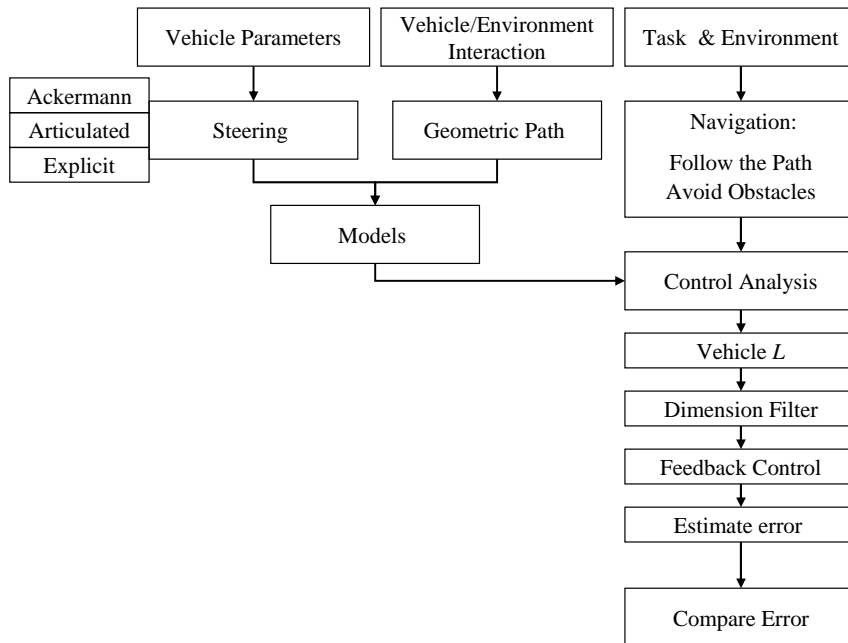 Vehicle Parameters
Vehicle/Environment
Interaction
Task & Environment
Ackermann
Articulated
Explicit
Steering
Geometric Path
Navigation:
Follow the Path
Avoid Obstacles
Models
Control Analysis
Vehicle L
Dimension Filter
Feedback Control
Estimate error
Compare Error